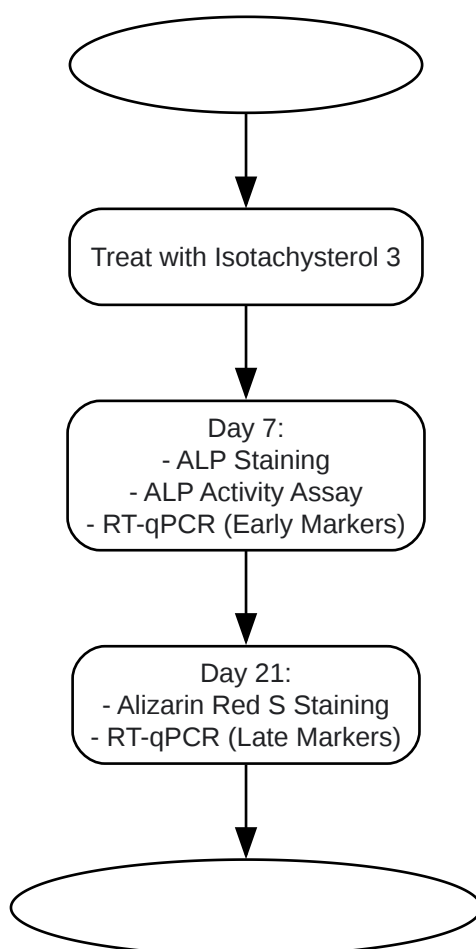 Treat with Isotachysterol 3
Day 7:
- ALP Staining
- ALP Activity Assay
- RT-qPCR (Early Markers)
Day 21:
- Alizarin Red S Staining
- RT-qPCR (Late Markers)